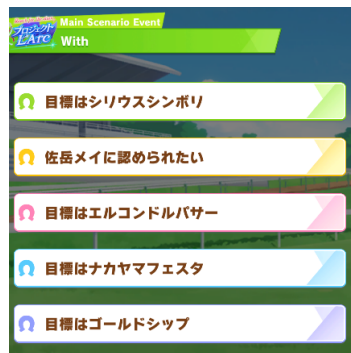 プロジェクト
L'Arc
Main Scenario Event
With
目標はシリウスシンボリ
佐岳メイに認められたい
目標はエルコンドルパサー
目標はナカヤマフェスタ
目標はゴールドシップ